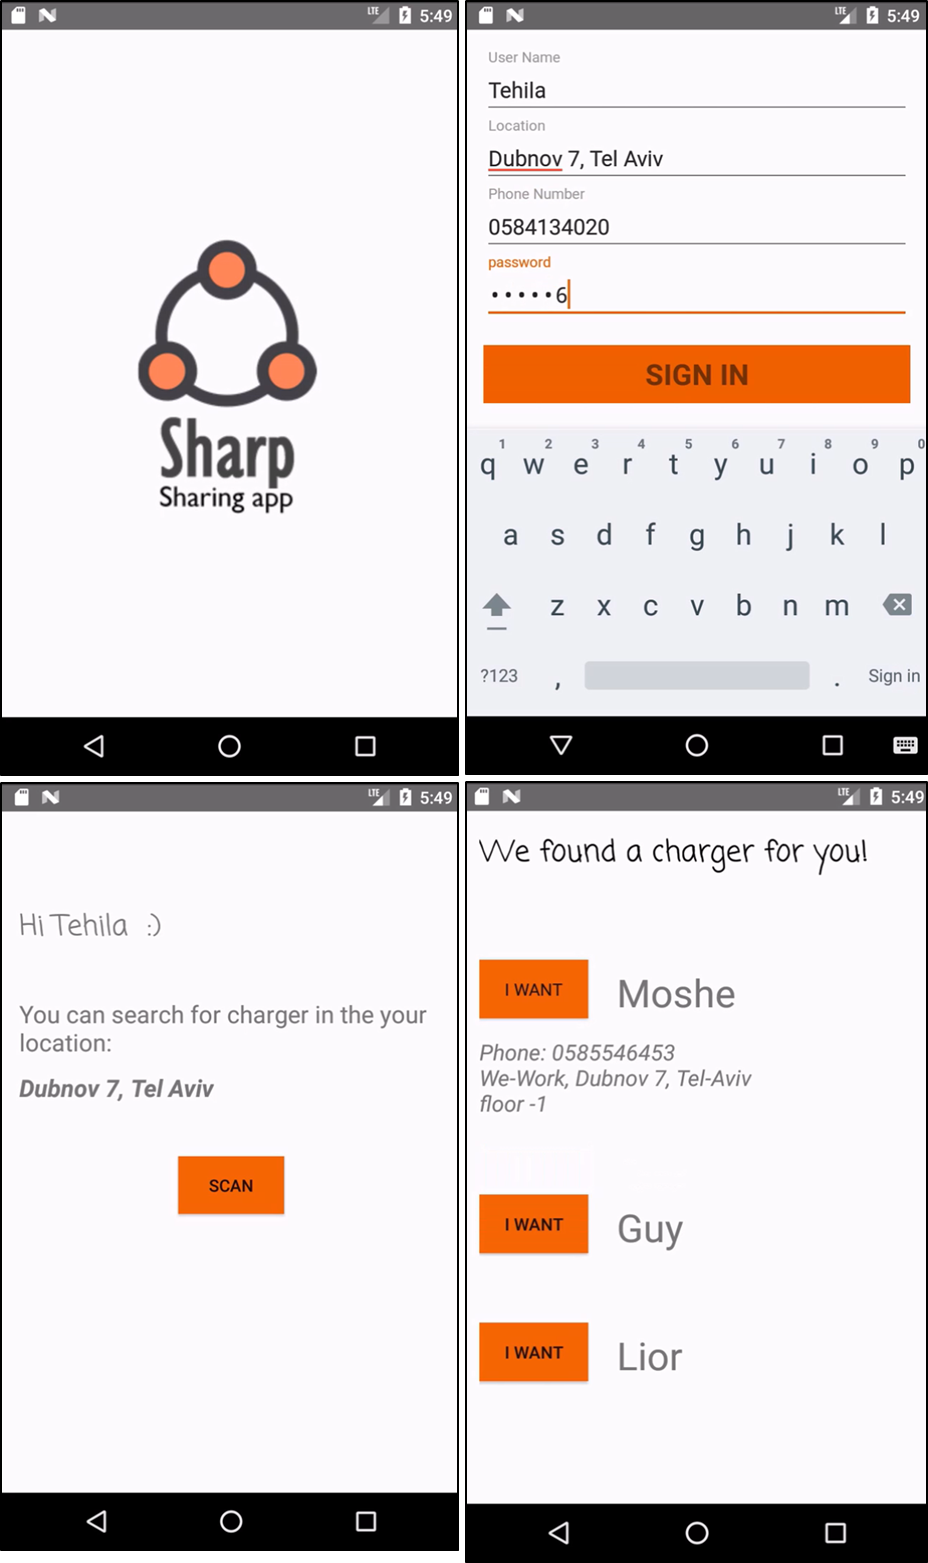 LTE 5:49
Sharp
Sharing app
LTE 5:49
User Name
Tehila
Location
Dubnov 7, Tel Aviv
Phone Number
0584134020
password
•••••6
SIGN IN
1 2 3 4 5 6 7 8 9 0
q w e r t y u i o p
a s d f g h j k l
z x c v b n m
?123 , . Sign in
LTE 5:49
Hi Tehila :)
You can search for charger in the your
location:
Dubnov 7, Tel Aviv
SCAN
LTE 5:49
We found a charger for you!
I WANT Moshe
Phone: 0585546453
We-Work, Dubnov 7, Tel-Aviv
floor -1
I WANT Guy
I WANT Lior